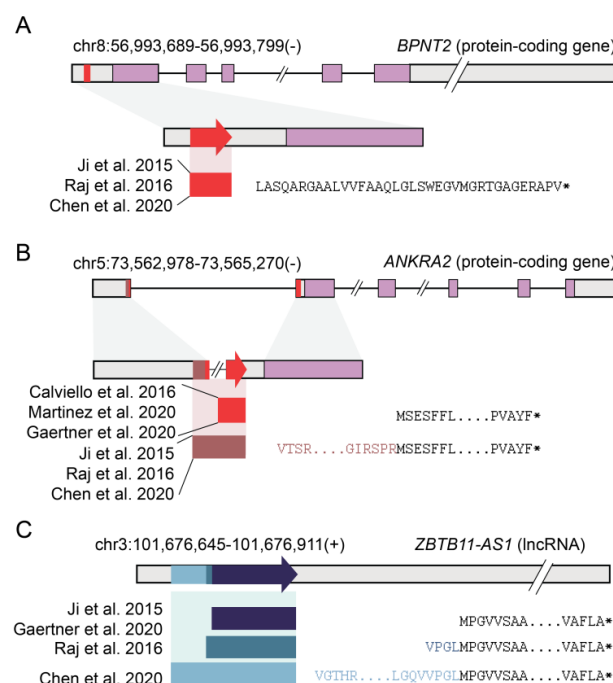 A
chr8:56,993,689-56,993,799(-) BPNT2 (protein-coding gene)
Ji et al. 2015
Raj et al. 2016
Chen et al. 2020
LASQARGAALVVFAAQLGLSWEGVMGRTGAGERAPV*
B
chr5:73,562,978-73,565,270(-) ANKRA2 (protein-coding gene)
Calviello et al. 2016
Martinez et al. 2020
Gaertner et al. 2020
Ji et al. 2015
Raj et al. 2016
Chen et al. 2020
MSESFFL....PVAYF*
VTSR....GIRSPRMSESFFL....PVAYF*
C
chr3:101,676,645-101,676,911(+) ZBTB11-AS1 (lncRNA)
Ji et al. 2015
Gaertner et al. 2020
Raj et al. 2016
Chen et al. 2020
MPGVVSAA....VAFLA*
VPGLMPGVVSAA....VAFLA*
VGTHR....LGQVVPGLMPGVVSAA....VAFLA*